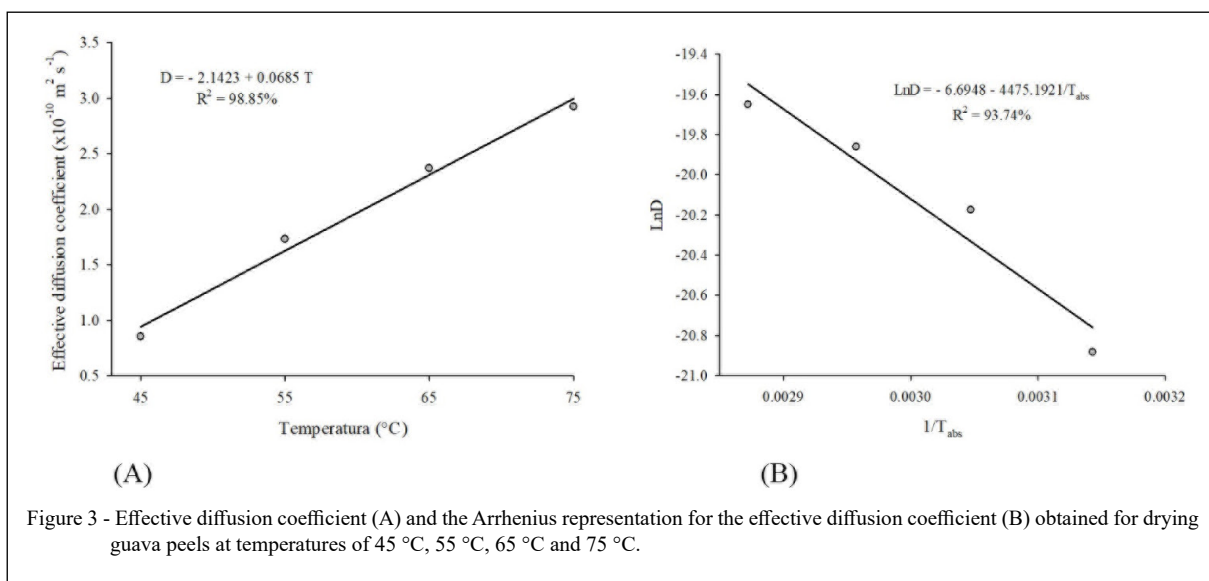 Effective diffusion coefficient (x10⁻¹⁰ m² s⁻¹)
3.5
3.0
2.5
2.0
1.5
1.0
0.5
D = - 2.1423 + 0.0685 T
R² = 98.85%
45
55
65
75
Temperatura (°C)
(A)
LnD
-19.4
-19.6
-19.8
-20.0
-20.2
-20.4
-20.6
-20.8
-21.0
LnD = - 6.6948 - 4475.1921/Tabs
R² = 93.74%
0.0029
0.0030
0.0031
0.0032
1/Tabs
(B)
Figure 3 - Effective diffusion coefficient (A) and the Arrhenius representation for the effective diffusion coefficient (B) obtained for drying
guava peels at temperatures of 45 °C, 55 °C, 65 °C and 75 °C.